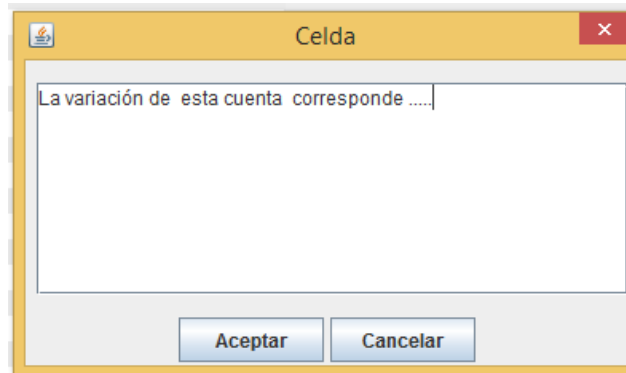 Celda
La variación de  esta cuenta  corresponde .....
Aceptar Cancelar